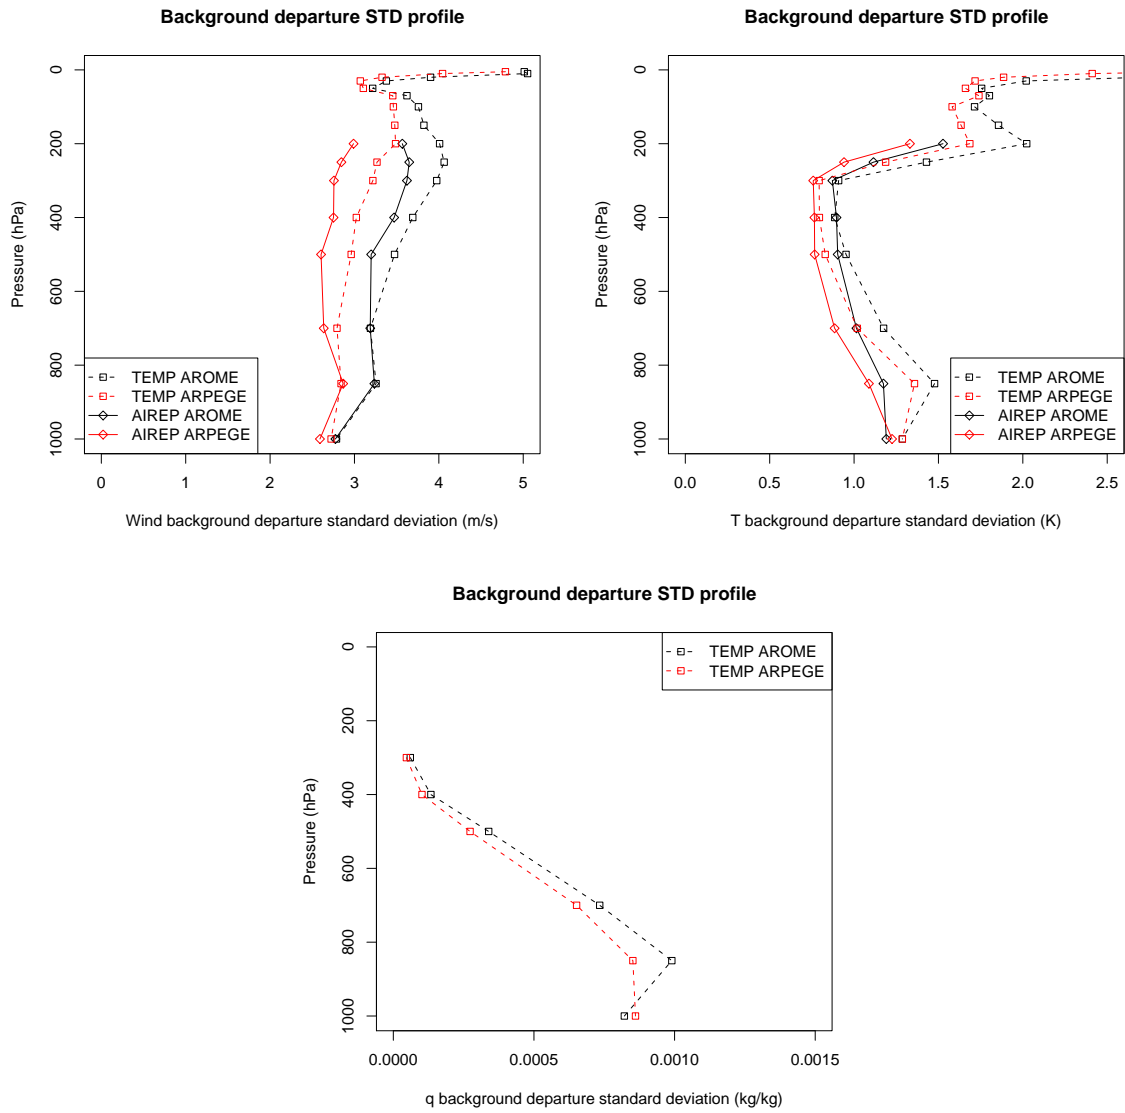 Background departure STD profile
Pressure (hPa)
0
200
400
600
800
1000
TEMP AROME
TEMP ARPEGE
AIREP AROME
AIREP ARPEGE
0 1 2 3 4 5
Wind background departure standard deviation (m/s)
Background departure STD profile
Pressure (hPa)
0
200
400
600
800
1000
TEMP AROME
TEMP ARPEGE
AIREP AROME
AIREP ARPEGE
0.0 0.5 1.0 1.5 2.0 2.5
T background departure standard deviation (K)
Background departure STD profile
Pressure (hPa)
0
200
400
600
800
1000
TEMP AROME
TEMP ARPEGE
0.0000 0.0005 0.0010 0.0015
q background departure standard deviation (kg/kg)